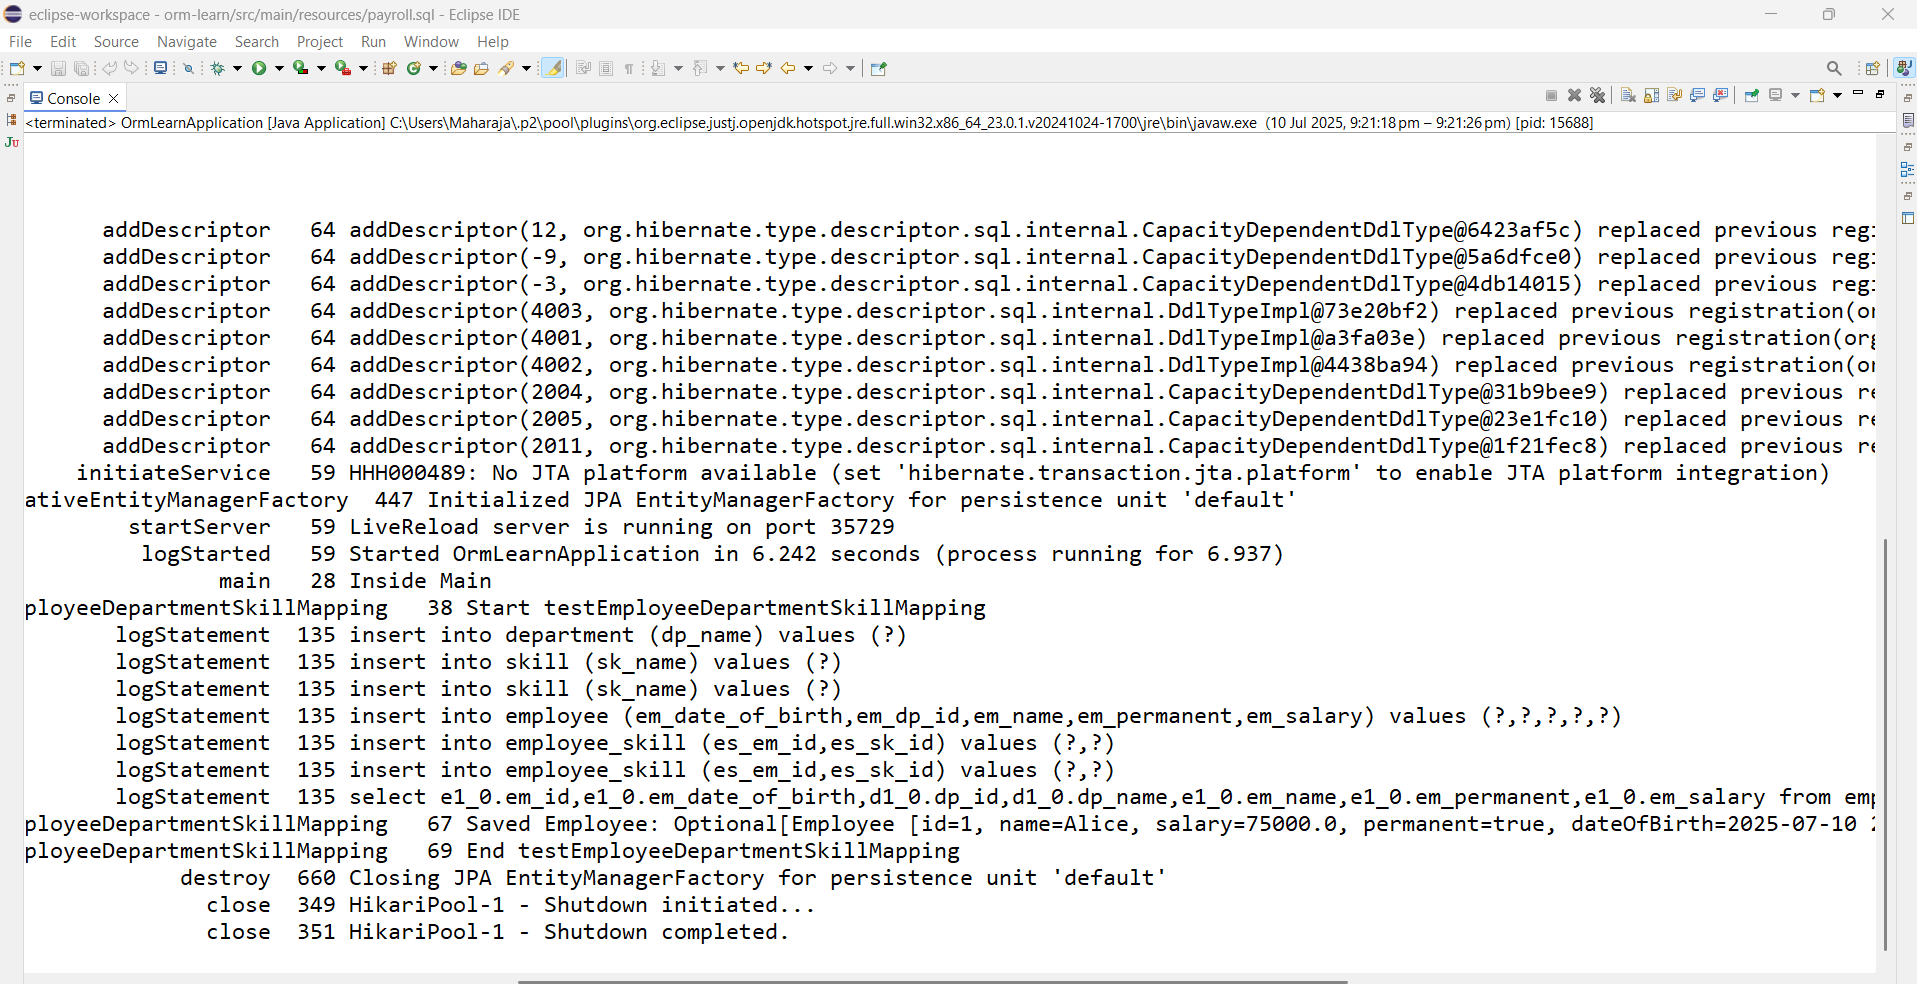 eclipse-workspace - orm-learn/src/main/resources/payroll.sql - Eclipse IDE
File Edit Source Navigate Search Project Run Window Help
Console
<terminated> OrmLearnApplication [Java Application] C:\Users\Maharaja\.p2\pool\plugins\org.eclipse.justj.openjdk.hotspot.jre.full.win32.x86_64_23.0.1.v20241024-1700\jre\bin\javaw.exe (10 Jul 2025, 9:21:18 pm – 9:21:26 pm) [pid: 15688]
addDescriptor 64 addDescriptor(12, org.hibernate.type.descriptor.sql.internal.CapacityDependentDdlType@6423af5c) replaced previous regi
addDescriptor 64 addDescriptor(-9, org.hibernate.type.descriptor.sql.internal.CapacityDependentDdlType@5a6dfce0) replaced previous regi
addDescriptor 64 addDescriptor(-3, org.hibernate.type.descriptor.sql.internal.CapacityDependentDdlType@4db14015) replaced previous regi
addDescriptor 64 addDescriptor(4003, org.hibernate.type.descriptor.sql.internal.DdlTypeImpl@73e20bf2) replaced previous registration(or
addDescriptor 64 addDescriptor(4001, org.hibernate.type.descriptor.sql.internal.DdlTypeImpl@a3fa03e) replaced previous registration(org
addDescriptor 64 addDescriptor(4002, org.hibernate.type.descriptor.sql.internal.DdlTypeImpl@4438ba94) replaced previous registration(or
addDescriptor 64 addDescriptor(2004, org.hibernate.type.descriptor.sql.internal.CapacityDependentDdlType@31b9bee9) replaced previous re
addDescriptor 64 addDescriptor(2005, org.hibernate.type.descriptor.sql.internal.CapacityDependentDdlType@23e1fc10) replaced previous re
addDescriptor 64 addDescriptor(2011, org.hibernate.type.descriptor.sql.internal.CapacityDependentDdlType@1f21fec8) replaced previous re
initiateService 59 HHH000489: No JTA platform available (set 'hibernate.transaction.jta.platform' to enable JTA platform integration)
ativeEntityManagerFactory 447 Initialized JPA EntityManagerFactory for persistence unit 'default'
startServer 59 LiveReload server is running on port 35729
logStarted 59 Started OrmLearnApplication in 6.242 seconds (process running for 6.937)
main 28 Inside Main
ployeeDepartmentSkillMapping 38 Start testEmployeeDepartmentSkillMapping
logStatement 135 insert into department (dp_name) values (?)
logStatement 135 insert into skill (sk_name) values (?)
logStatement 135 insert into skill (sk_name) values (?)
logStatement 135 insert into employee (em_date_of_birth,em_dp_id,em_name,em_permanent,em_salary) values (?,?,?,?,?)
logStatement 135 insert into employee_skill (es_em_id,es_sk_id) values (?,?)
logStatement 135 insert into employee_skill (es_em_id,es_sk_id) values (?,?)
logStatement 135 select e1_0.em_id,e1_0.em_date_of_birth,d1_0.dp_id,d1_0.dp_name,e1_0.em_name,e1_0.em_permanent,e1_0.em_salary from emp
ployeeDepartmentSkillMapping 67 Saved Employee: Optional[Employee [id=1, name=Alice, salary=75000.0, permanent=true, dateOfBirth=2025-07-10 2
ployeeDepartmentSkillMapping 69 End testEmployeeDepartmentSkillMapping
destroy 660 Closing JPA EntityManagerFactory for persistence unit 'default'
close 349 HikariPool-1 - Shutdown initiated...
close 351 HikariPool-1 - Shutdown completed.